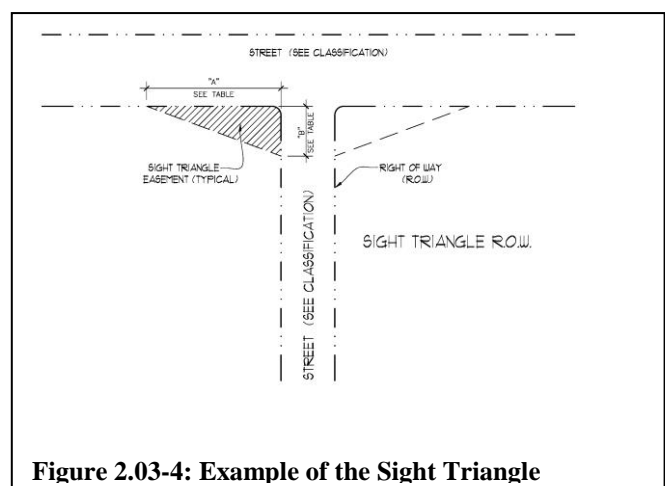 STREET (SEE CLASSIFICATION)
"A"
SEE TABLE
"B"
SEE TABLE
SIGHT TRIANGLE
EASEMENT (TYPICAL)
RIGHT OF WAY
(R.O.W.)
STREET (SEE CLASSIFICATION)
SIGHT TRIANGLE R.O.W.
Figure 2.03-4: Example of the Sight Triangle